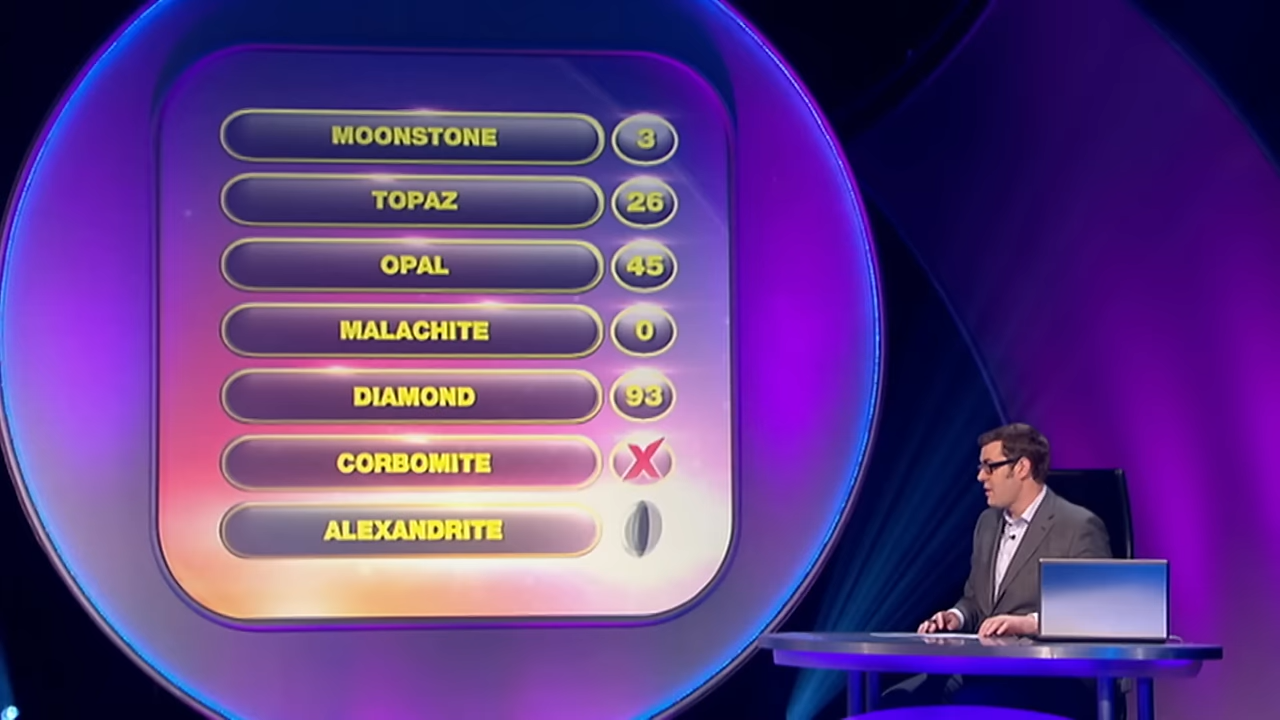 MOONSTONE 3
TOPAZ 26
OPAL 45
MALACHITE 0
DIAMOND 93
CORBOMITE X
ALEXANDRITE